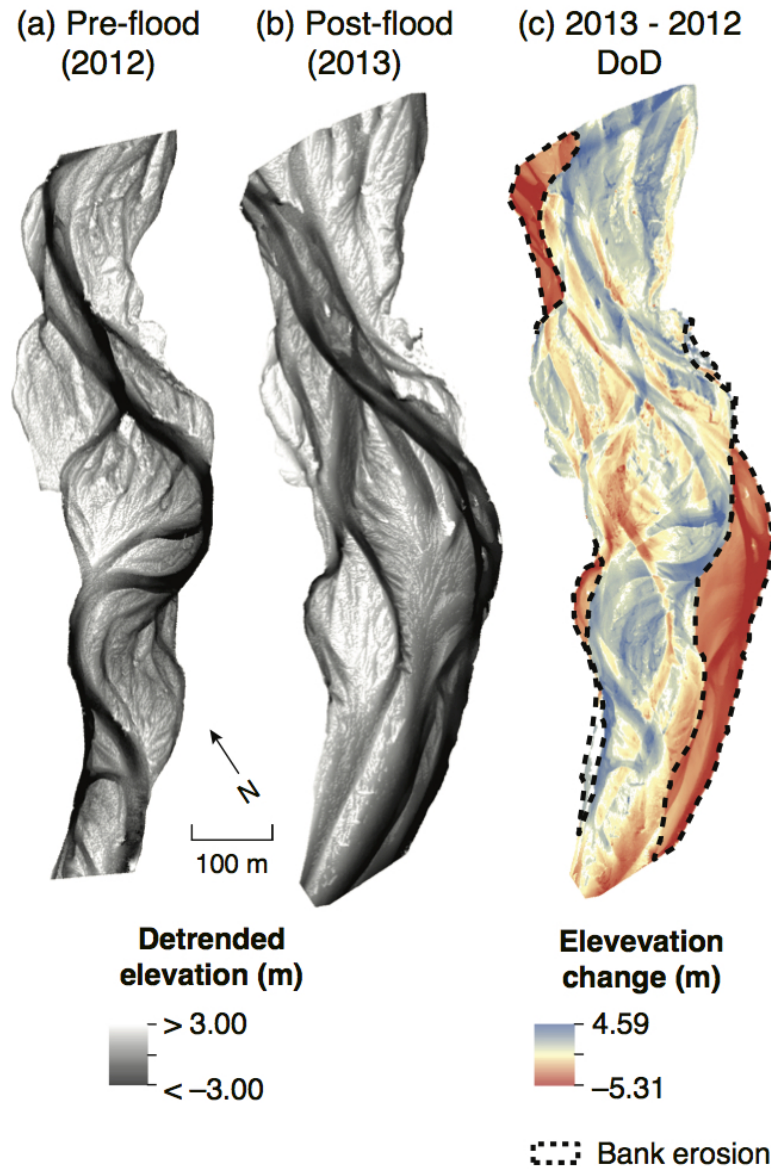 (a) Pre-flood
(2012)
(b) Post-flood
(2013)
(c) 2013 - 2012
DoD
N
100 m
Detrended
elevation (m)
> 3.00
< −3.00
Elevevation
change (m)
4.59
−5.31
Bank erosion